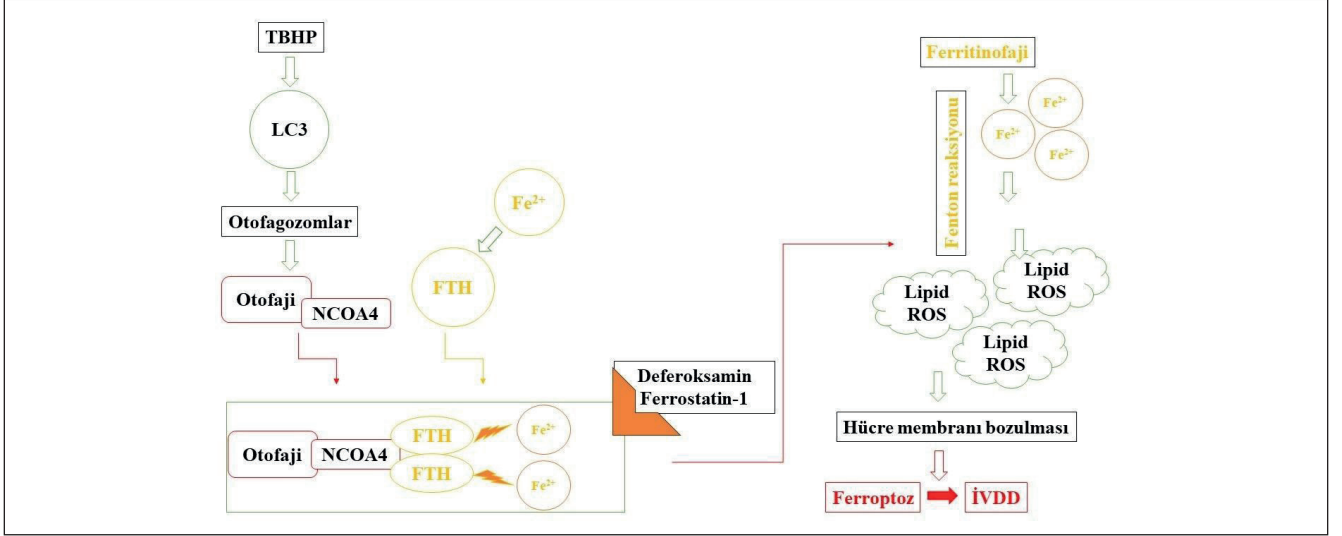 TBHP
LC3
Otofagozomlar
Otofaji
NCOA4
Fe²⁺
FTH
Otofaji
NCOA4
FTH
FTH
Fe²⁺
Fe²⁺
Deferoksamin
Ferrostatin-1
Ferritinofaji
Fenton reaksiyonu
Fe²⁺
Fe²⁺
Fe²⁺
Lipid
ROS
Lipid
ROS
Lipid
ROS
Hücre membranı bozulması
Ferroptoz
İVDD